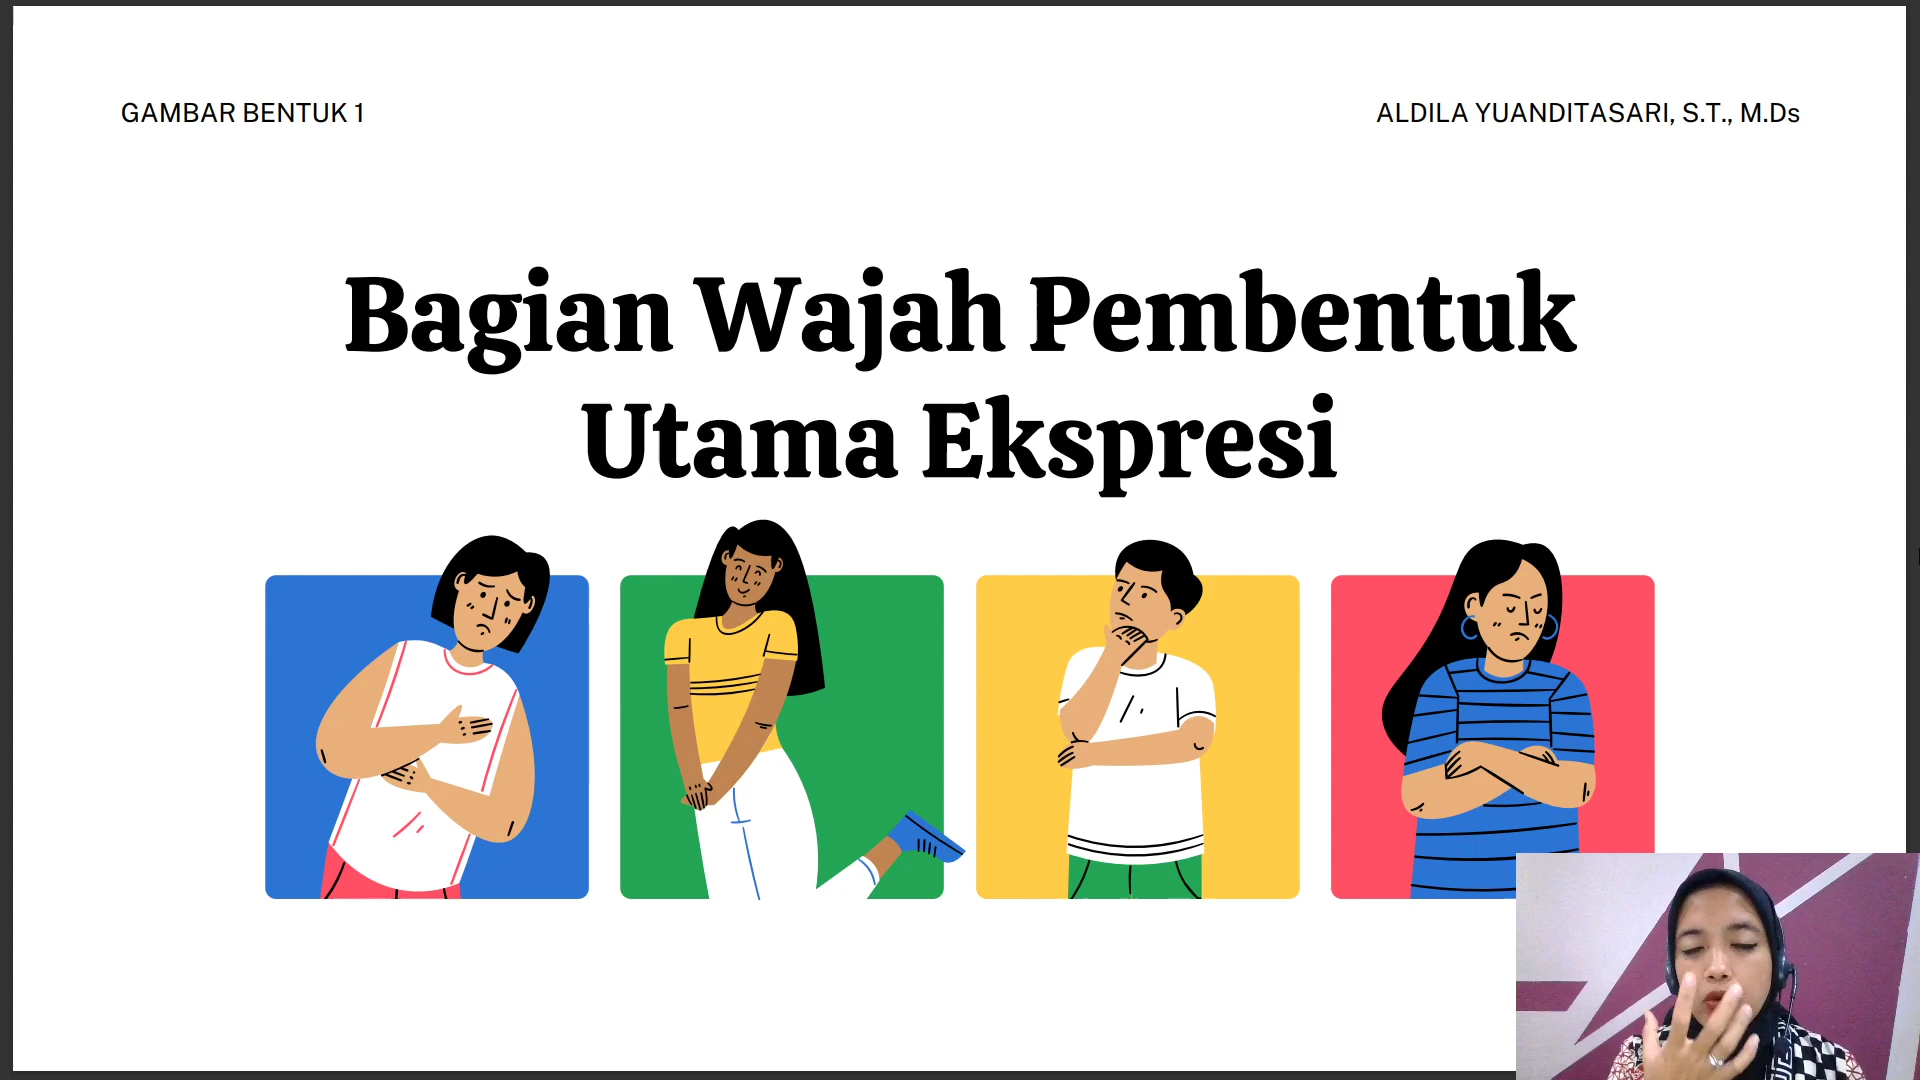 GAMBAR BENTUK 1
ALDILA YUANDITASARI, S.T., M.Ds
Bagian Wajah Pembentuk
Utama Ekspresi